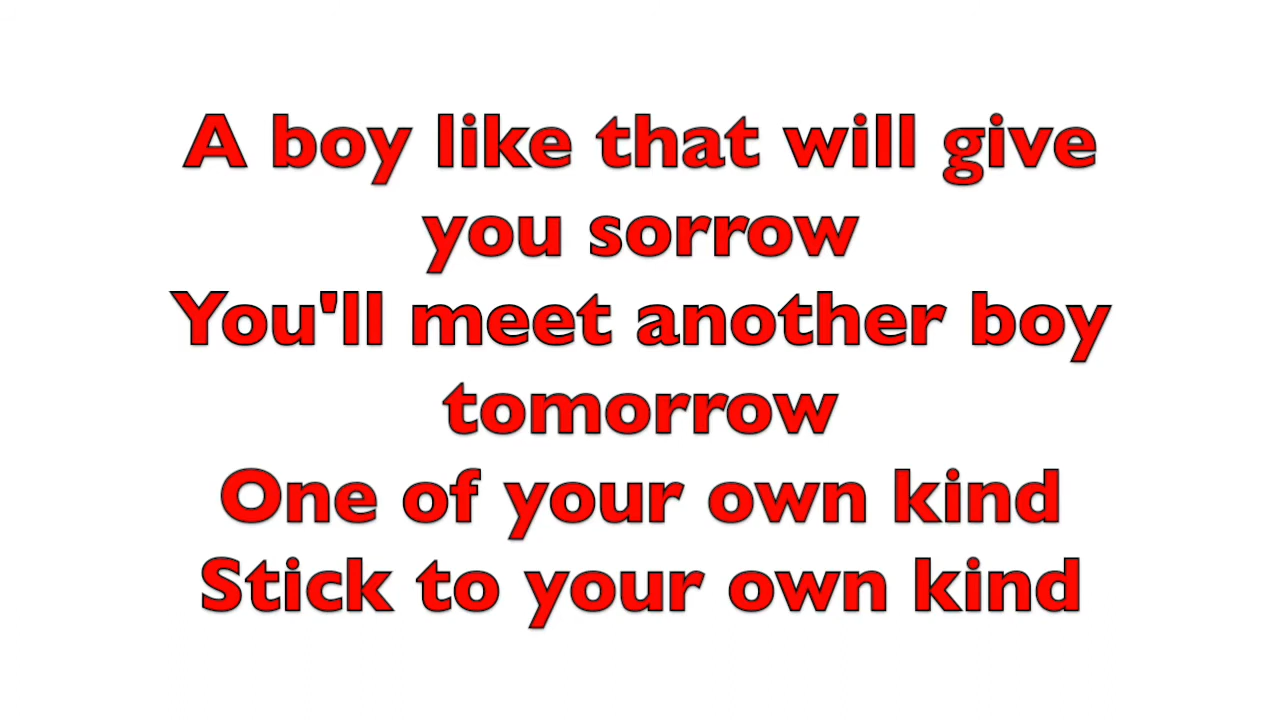 A boy like that will give
you sorrow
You'll meet another boy
tomorrow
One of your own kind
Stick to your own kind